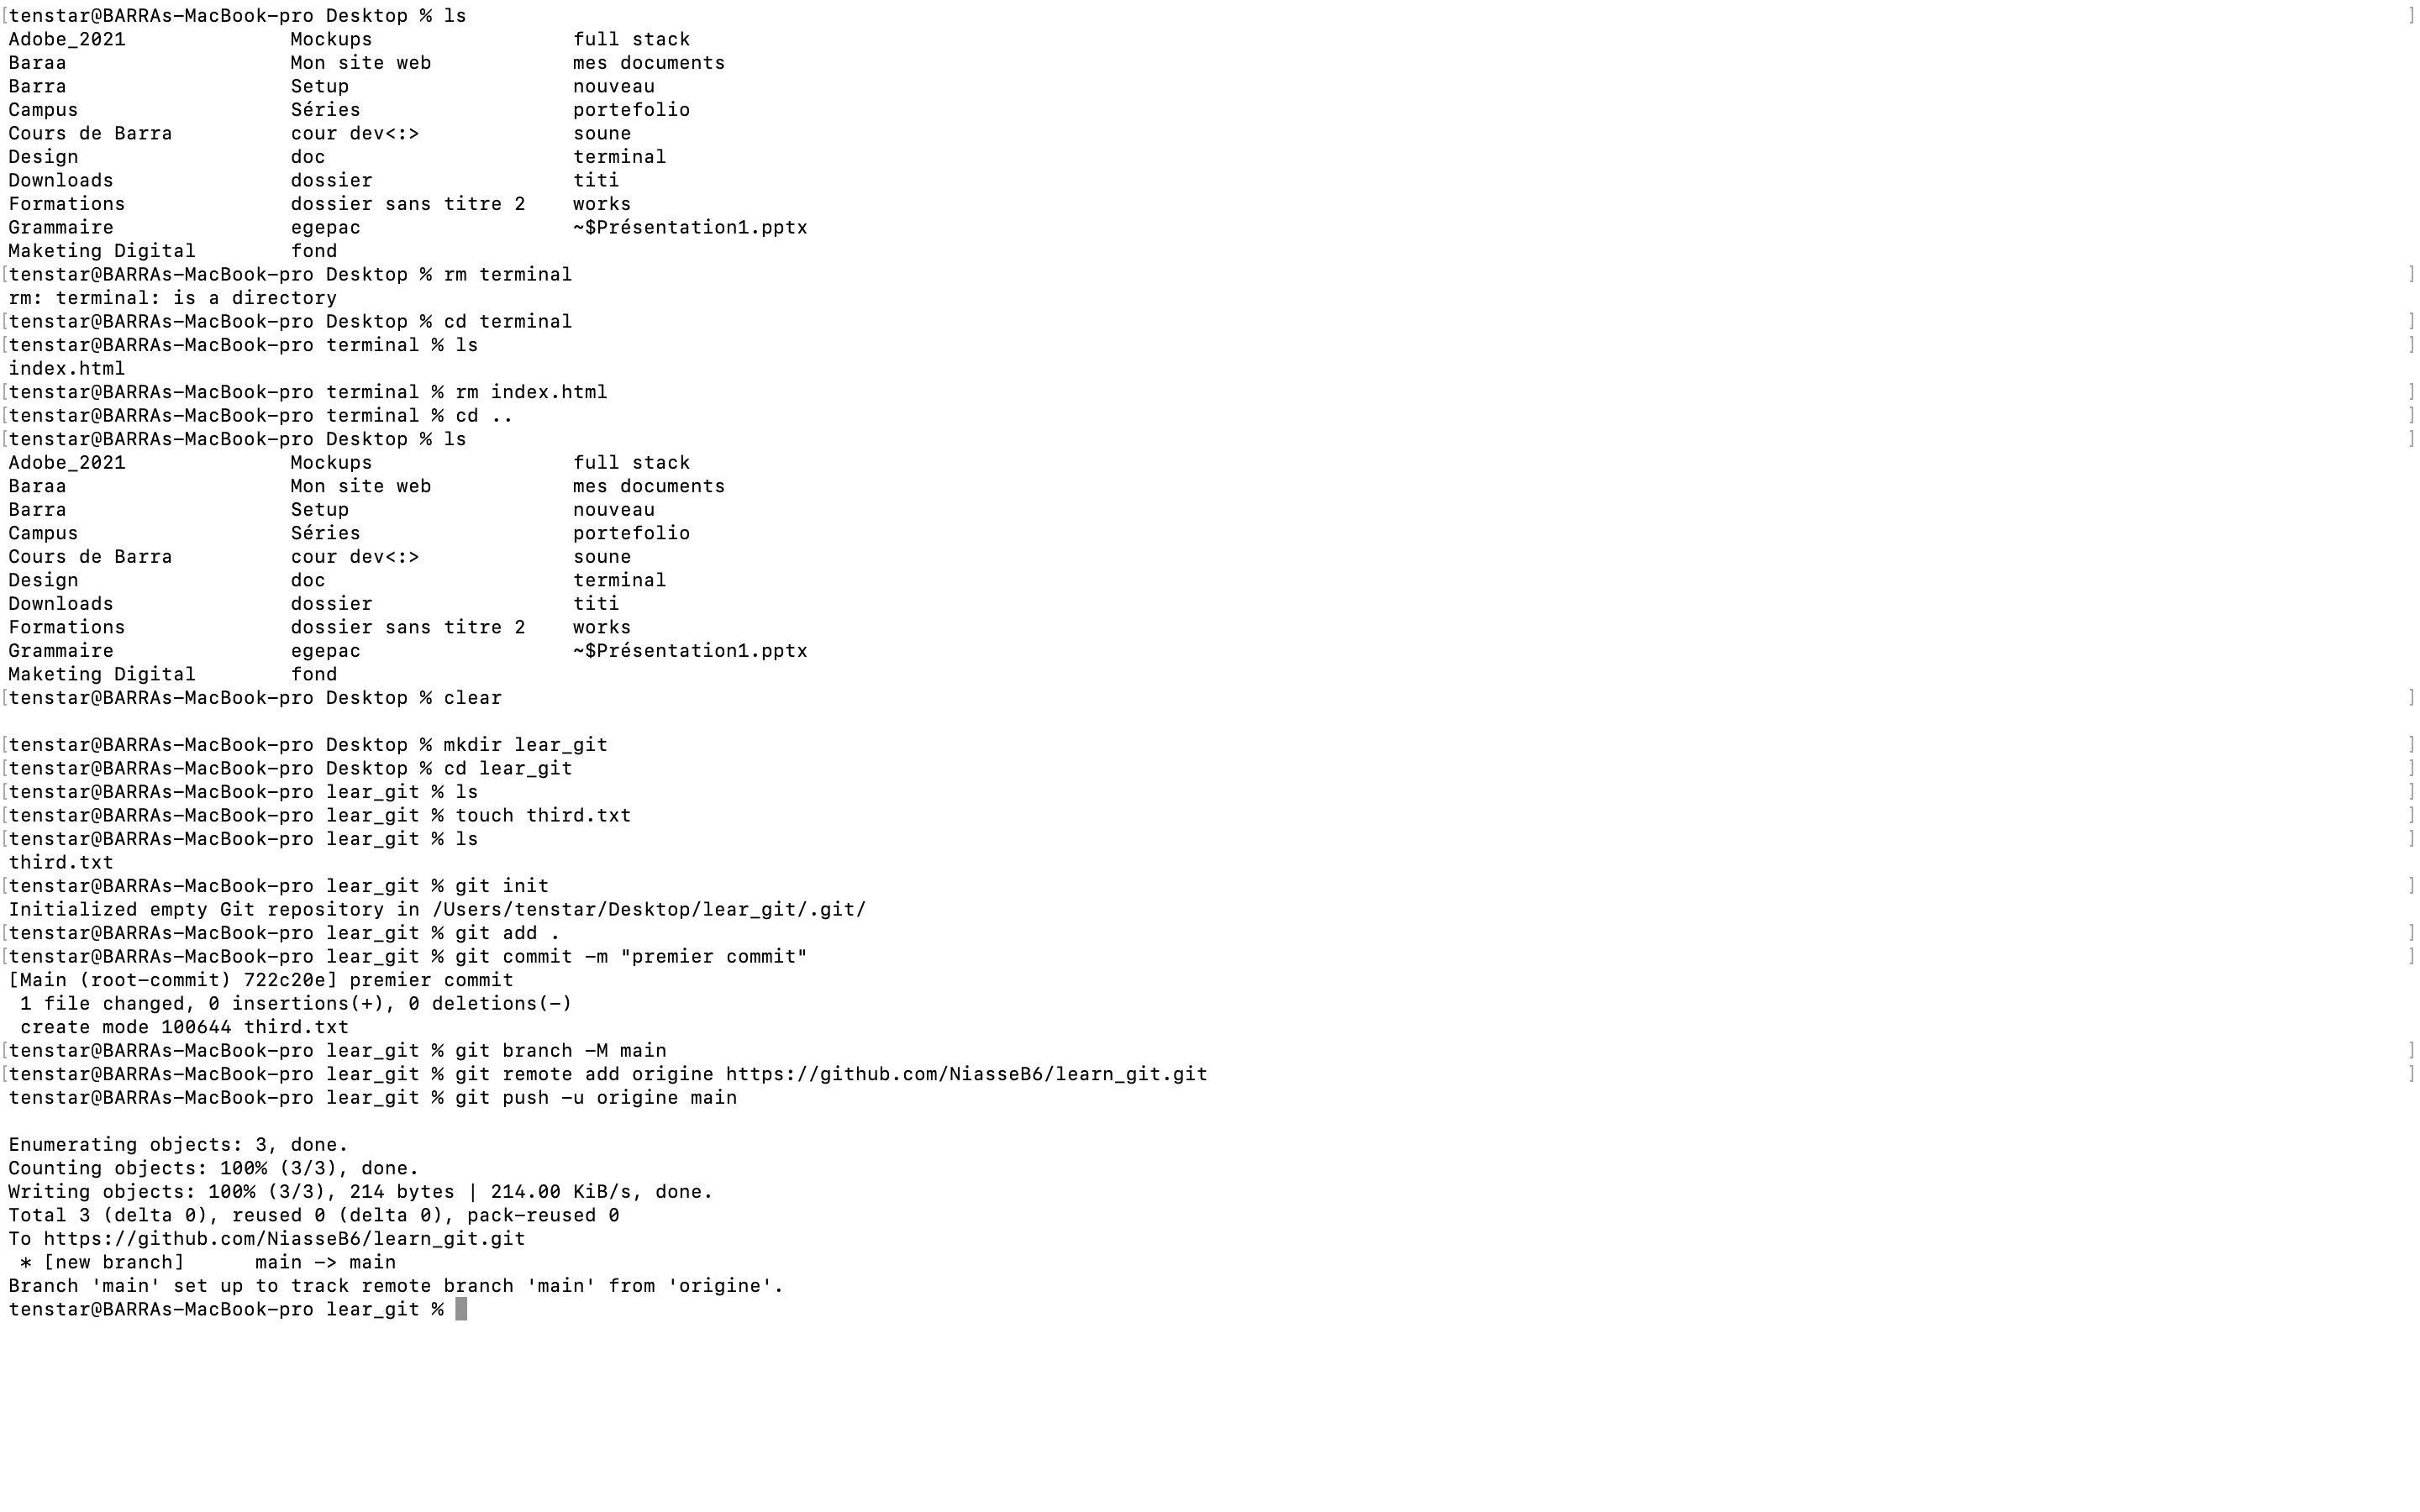 [tenstar@BARRAs-MacBook-pro Desktop % ls ]
Adobe_2021 Mockups full stack
Baraa Mon site web mes documents
Barra Setup nouveau
Campus Séries portefolio
Cours de Barra cour dev<:> soune
Design doc terminal
Downloads dossier titi
Formations dossier sans titre 2 works
Grammaire egepac ~$Présentation1.pptx
Maketing Digital fond
[tenstar@BARRAs-MacBook-pro Desktop % rm terminal ]
rm: terminal: is a directory
[tenstar@BARRAs-MacBook-pro Desktop % cd terminal ]
[tenstar@BARRAs-MacBook-pro terminal % ls ]
index.html
[tenstar@BARRAs-MacBook-pro terminal % rm index.html ]
[tenstar@BARRAs-MacBook-pro terminal % cd .. ]
[tenstar@BARRAs-MacBook-pro Desktop % ls ]
Adobe_2021 Mockups full stack
Baraa Mon site web mes documents
Barra Setup nouveau
Campus Séries portefolio
Cours de Barra cour dev<:> soune
Design doc terminal
Downloads dossier titi
Formations dossier sans titre 2 works
Grammaire egepac ~$Présentation1.pptx
Maketing Digital fond
[tenstar@BARRAs-MacBook-pro Desktop % clear ]
[tenstar@BARRAs-MacBook-pro Desktop % mkdir lear_git ]
[tenstar@BARRAs-MacBook-pro Desktop % cd lear_git ]
[tenstar@BARRAs-MacBook-pro lear_git % ls ]
[tenstar@BARRAs-MacBook-pro lear_git % touch third.txt ]
[tenstar@BARRAs-MacBook-pro lear_git % ls ]
third.txt
[tenstar@BARRAs-MacBook-pro lear_git % git init ]
Initialized empty Git repository in /Users/tenstar/Desktop/lear_git/.git/
[tenstar@BARRAs-MacBook-pro lear_git % git add . ]
[tenstar@BARRAs-MacBook-pro lear_git % git commit -m "premier commit" ]
[Main (root-commit) 722c20e] premier commit
1 file changed, 0 insertions(+), 0 deletions(-)
create mode 100644 third.txt
[tenstar@BARRAs-MacBook-pro lear_git % git branch -M main ]
[tenstar@BARRAs-MacBook-pro lear_git % git remote add origine https://github.com/NiasseB6/learn_git.git ]
tenstar@BARRAs-MacBook-pro lear_git % git push -u origine main
Enumerating objects: 3, done.
Counting objects: 100% (3/3), done.
Writing objects: 100% (3/3), 214 bytes | 214.00 KiB/s, done.
Total 3 (delta 0), reused 0 (delta 0), pack-reused 0
To https://github.com/NiasseB6/learn_git.git
* [new branch] main -> main
Branch 'main' set up to track remote branch 'main' from 'origine'.
tenstar@BARRAs-MacBook-pro lear_git %